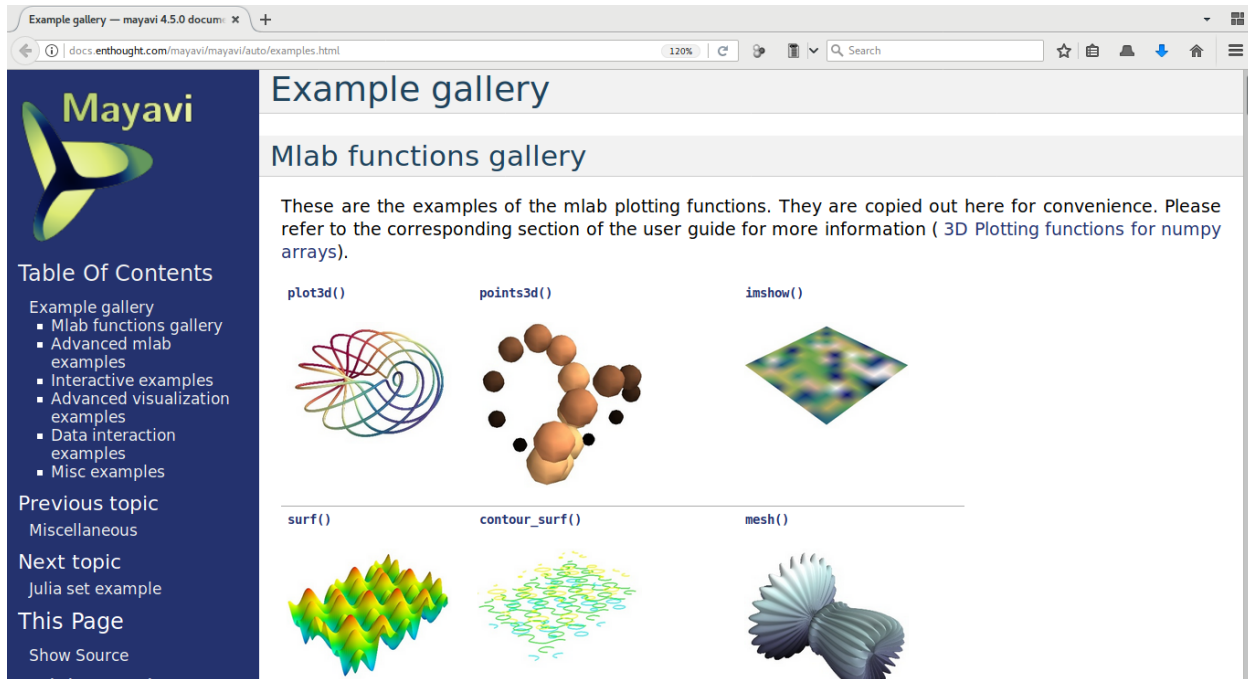 Example gallery — mayavi 4.5.0 docum
docs.enthought.com/mayavi/mayavi/auto/examples.html
120%
Search
Mayavi
Table Of Contents
Example gallery
Mlab functions gallery
Advanced mlab
examples
Interactive examples
Advanced visualization
examples
Data interaction
examples
Misc examples
Previous topic
Miscellaneous
Next topic
Julia set example
This Page
Show Source
Example gallery
Mlab functions gallery
These are the examples of the mlab plotting functions. They are copied out here for convenience. Please
refer to the corresponding section of the user guide for more information ( 3D Plotting functions for numpy
arrays).
plot3d()
points3d()
imshow()
surf()
contour_surf()
mesh()